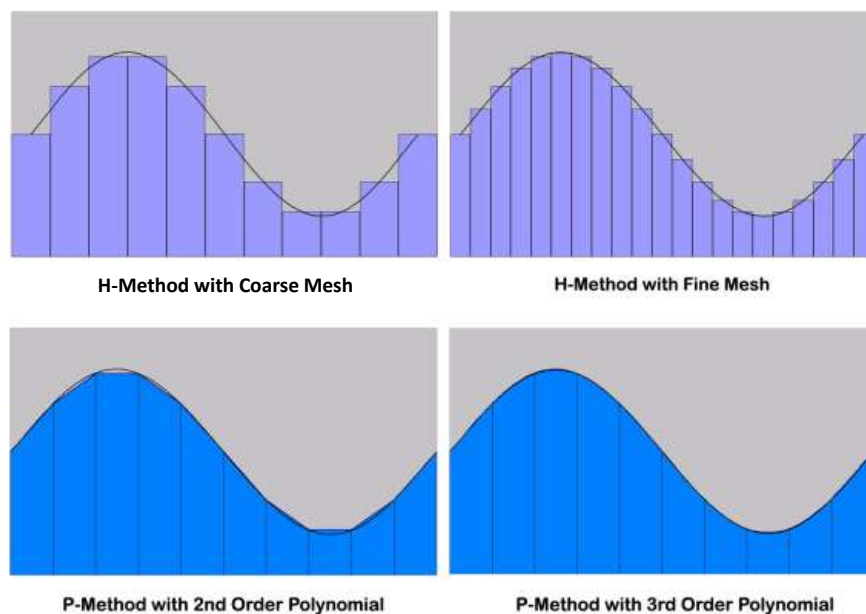 H-Method with Coarse Mesh
H-Method with Fine Mesh
P-Method with 2nd Order Polynomial
P-Method with 3rd Order Polynomial